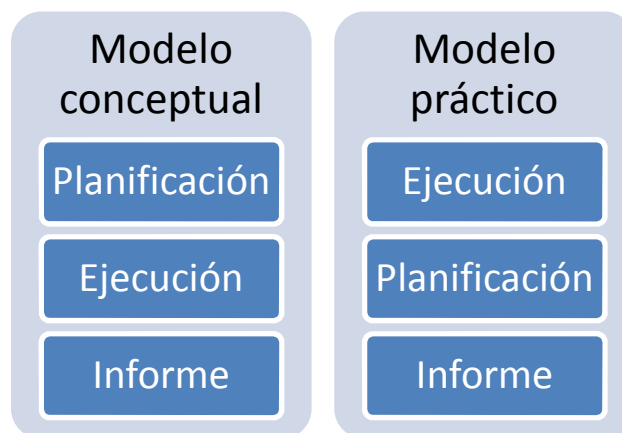 Modelo
conceptual
Planificación
Ejecución
Informe
Modelo
práctico
Ejecución
Planificación
Informe